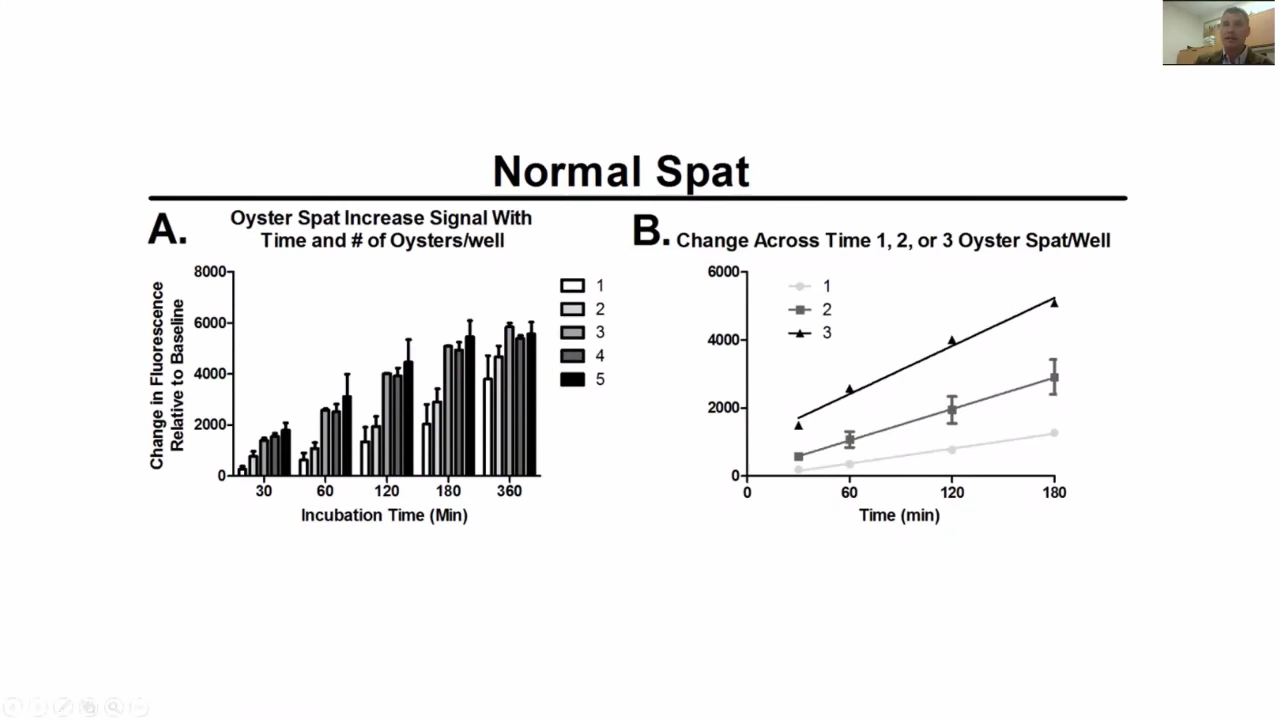 Normal Spat
A.
Oyster Spat Increase Signal With
Time and # of Oysters/well
Change in Fluorescence
Relative to Baseline
8000
6000
4000
2000
0
30 60 120 180 360
Incubation Time (Min)
1
2
3
4
5
B.
Change Across Time 1, 2, or 3 Oyster Spat/Well
6000
4000
2000
0
1
2
3
0 60 120 180
Time (min)